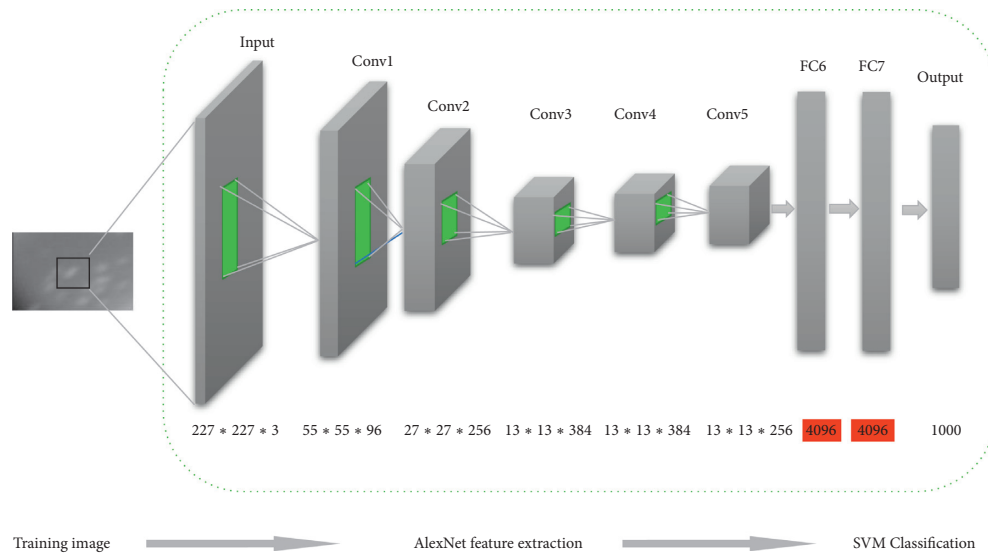 Input
Conv1
Conv2
Conv3
Conv4
Conv5
FC6
FC7
Output
227 * 227 * 3
55 * 55 * 96
27 * 27 * 256
13 * 13 * 384
13 * 13 * 384
13 * 13 * 256
4096
4096
1000
Training image
AlexNet feature extraction
SVM Classification